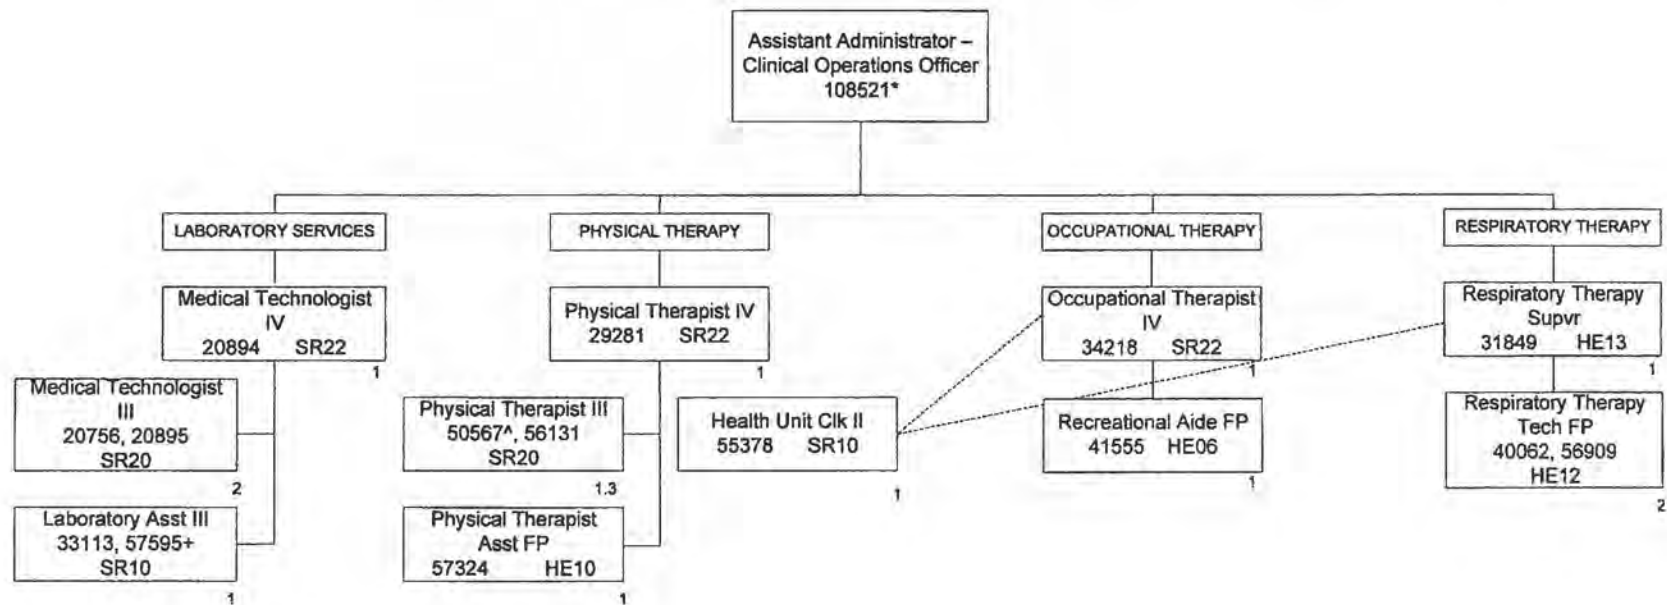 Assistant Administrator –
Clinical Operations Officer
108521*
LABORATORY SERVICES
PHYSICAL THERAPY
OCCUPATIONAL THERAPY
RESPIRATORY THERAPY
Medical Technologist
IV
20894 SR22
1
Physical Therapist IV
29281 SR22
1
Occupational Therapist
IV
34218 SR22
1
Respiratory Therapy
Supvr
31849 HE13
1
Medical Technologist
III
20756, 20895
SR20
2
Physical Therapist III
50567^, 56131
SR20
1.3
Health Unit Clk II
55378 SR10
1
Recreational Aide FP
41555 HE06
1
Respiratory Therapy
Tech FP
40062, 56909
HE12
2
Laboratory Asst III
33113, 57595+
SR10
1
Physical Therapist
Asst FP
57324 HE10
1